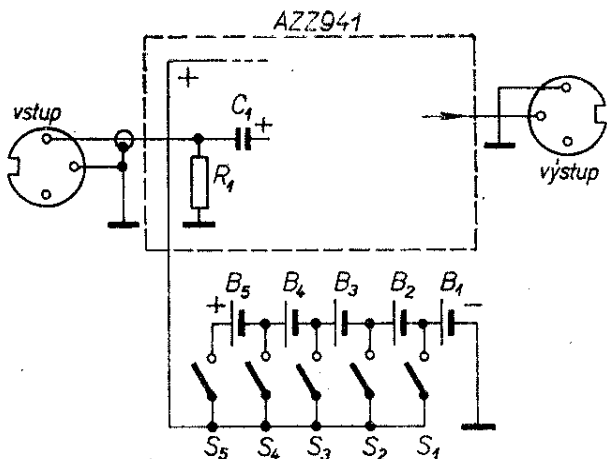 AZZ941
+
vstup
C₁
+
R₁
výstup
+ B₅ B₄ B₃ B₂ B₁ −
S₅ S₄ S₃ S₂ S₁